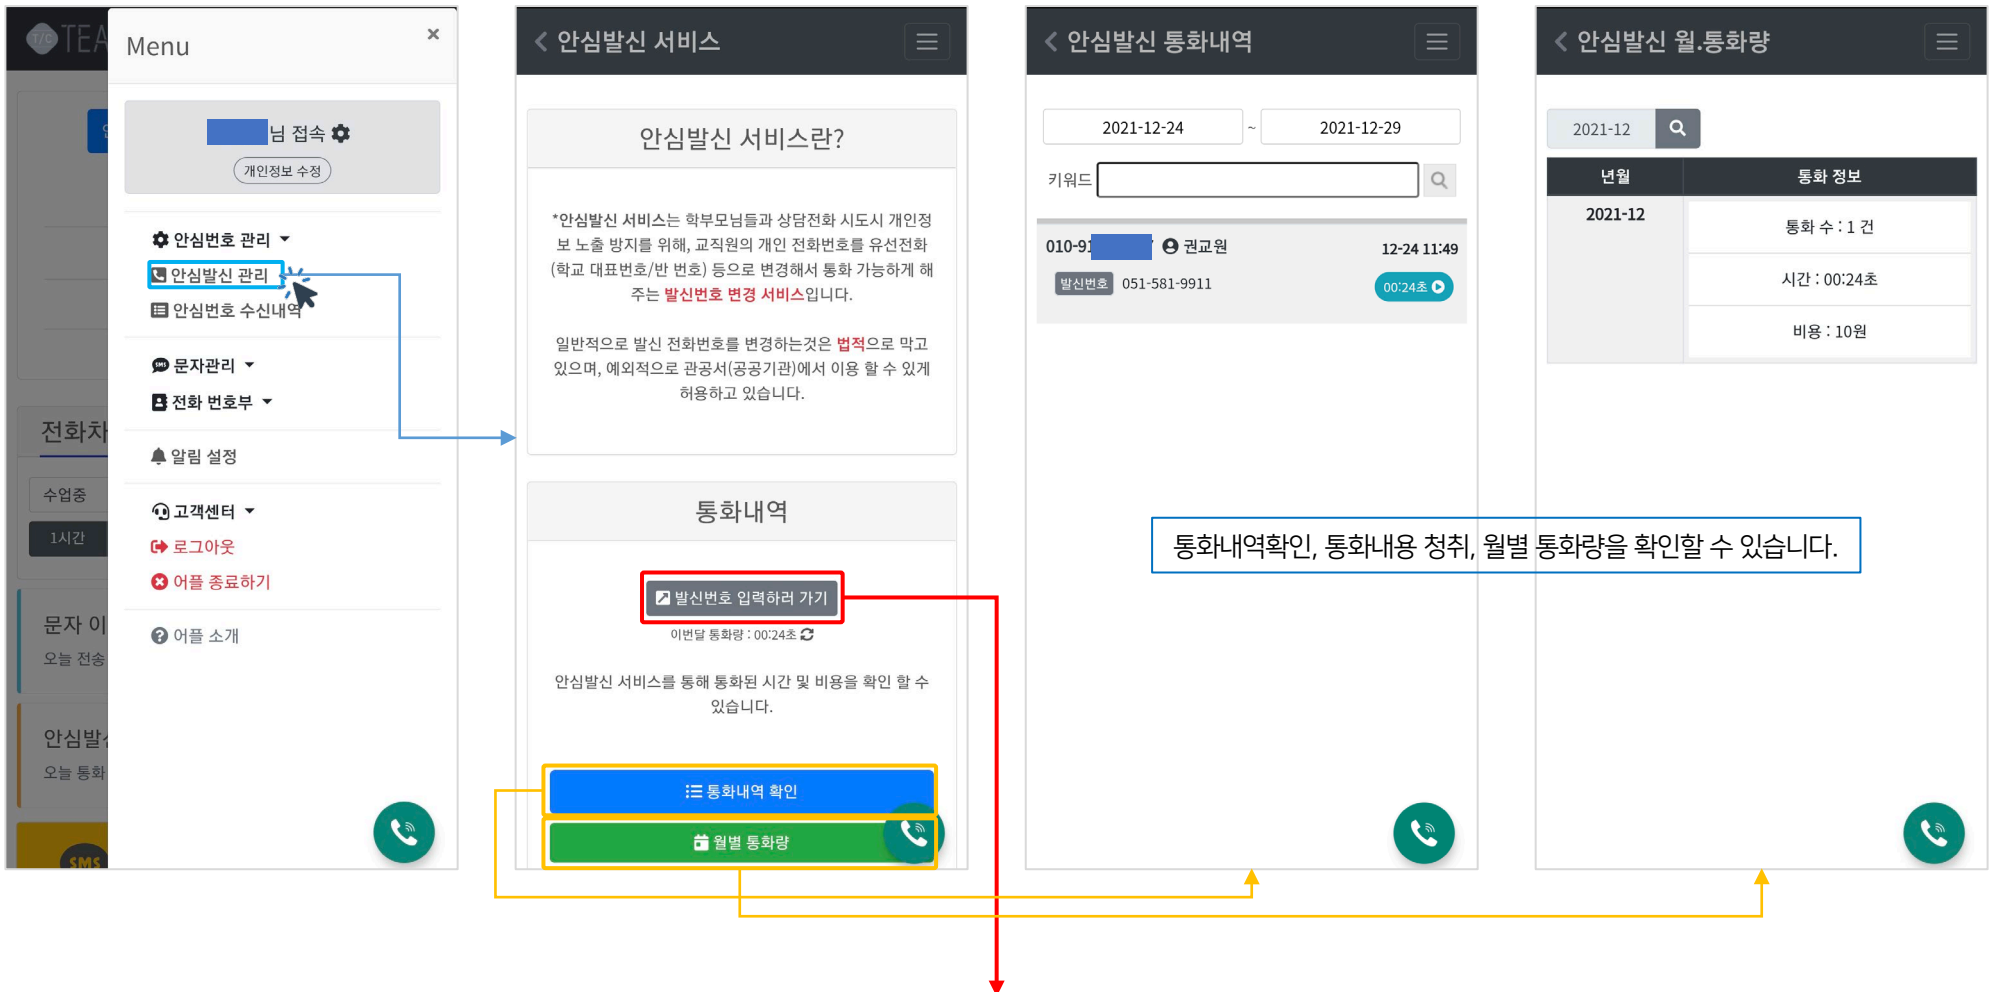 TEA
Menu
×
님 접속
개인정보 수정
안심번호 관리
안심발신 관리
안심번호 수신내역
문자관리
전화 번호부
알림 설정
고객센터
로그아웃
어플 종료하기
어플 소개
전화차
수업중
1시간
문자 이
오늘 전송
안심발신
오늘 통화
SMS
안심발신 서비스
안심발신 서비스란?
*안심발신 서비스는 학부모님들과 상담전화 시도시 개인정
보 노출 방지를 위해, 교직원의 개인 전화번호를 유선전화
(학교 대표번호/반 번호) 등으로 변경해서 통화 가능하게 해
주는 발신번호 변경 서비스입니다.
일반적으로 발신 전화번호를 변경하는것은 법적으로 막고
있으며, 예외적으로 관공서(공공기관)에서 이용 할 수 있게
허용하고 있습니다.
통화내역
발신번호 입력하러 가기
이번달 통화량 : 00:24초
안심발신 서비스를 통해 통화된 시간 및 비용을 확인 할 수
있습니다.
통화내역 확인
월별 통화량
안심발신 통화내역
2021-12-24 ~ 2021-12-29
키워드
010-91 권교원 12-24 11:49
발신번호 051-581-9911 00:24초
안심발신 월.통화량
2021-12
년월 통화 정보
2021-12 통화 수 : 1 건
시간 : 00:24초
비용 : 10원
통화내역확인, 통화내용 청취, 월별 통화량을 확인할 수 있습니다.